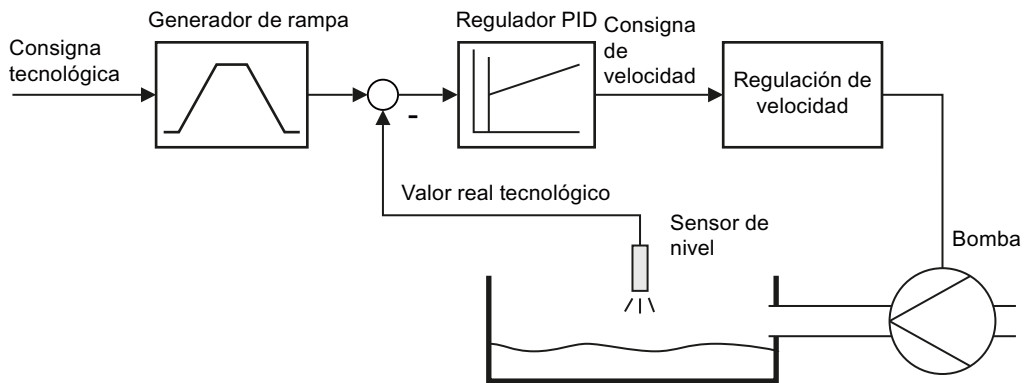 Generador de rampa
Regulador PID
Consigna
tecnológica
Consigna
de
velocidad
Regulación de
velocidad
-
Valor real tecnológico
Sensor de
nivel
Bomba